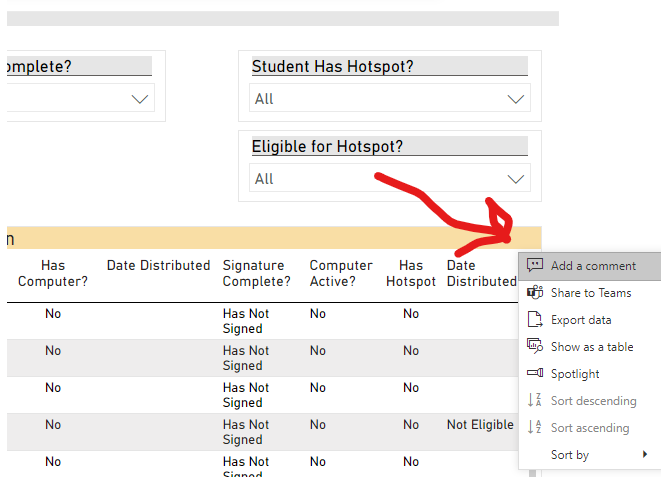 omplete?
Student Has Hotspot?
All
Eligible for Hotspot?
All
n
Has Computer?
Date Distributed
Signature Complete?
Computer Active?
Has Hotspot
Date Distributed
No
Has Not Signed
No
No
No
Has Not Signed
No
No
No
Has Not Signed
No
No
No
Has Not Signed
No
No
Not Eligible
No
Has Not Signed
No
No
Add a comment
Share to Teams
Export data
Show as a table
Spotlight
Sort descending
Sort ascending
Sort by